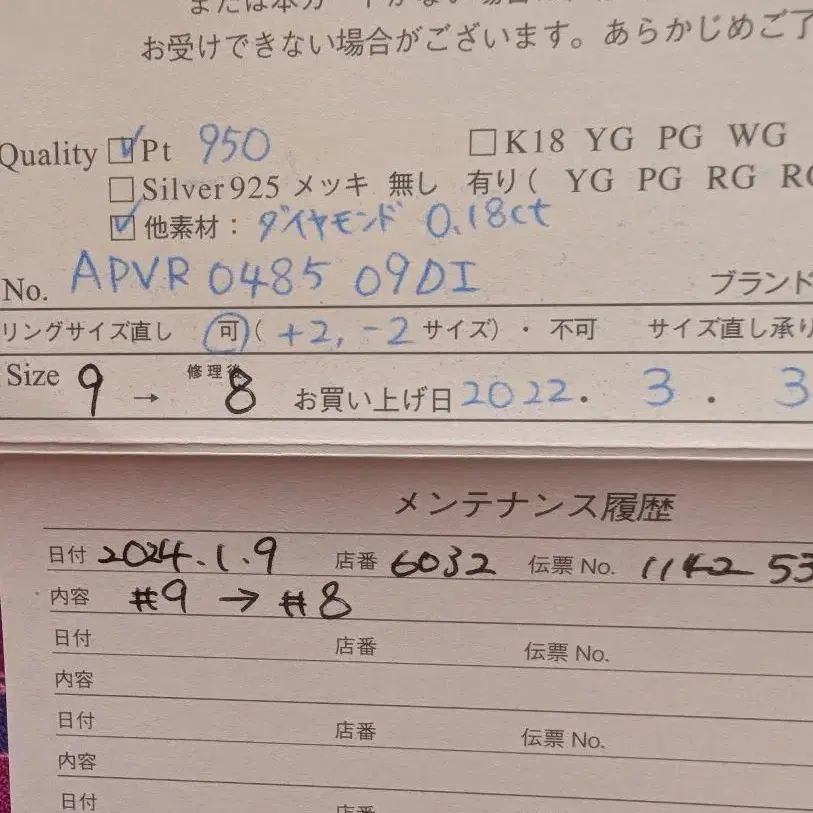 お受けできない場合がございます。あらかじめご了
Quality ☑Pt 950 □K18 YG PG WG
□Silver925 メッキ 無し 有り( YG PG RG
☑他素材：ダイヤモンド 0.18ct
No. APVR 0485 09DI ブランド
リングサイズ直し 可( +2, -2 サイズ)・不可 サイズ直し承り
Size 9 → 修理後 8 お買い上げ日 2022. 3. 3
メンテナンス履歴
日付 2024.1.9 店番 6032 伝票 No. 1142 53
内容 #9 → #8
日付 店番 伝票 No.
内容
日付 店番 伝票 No.
内容
日付 店番